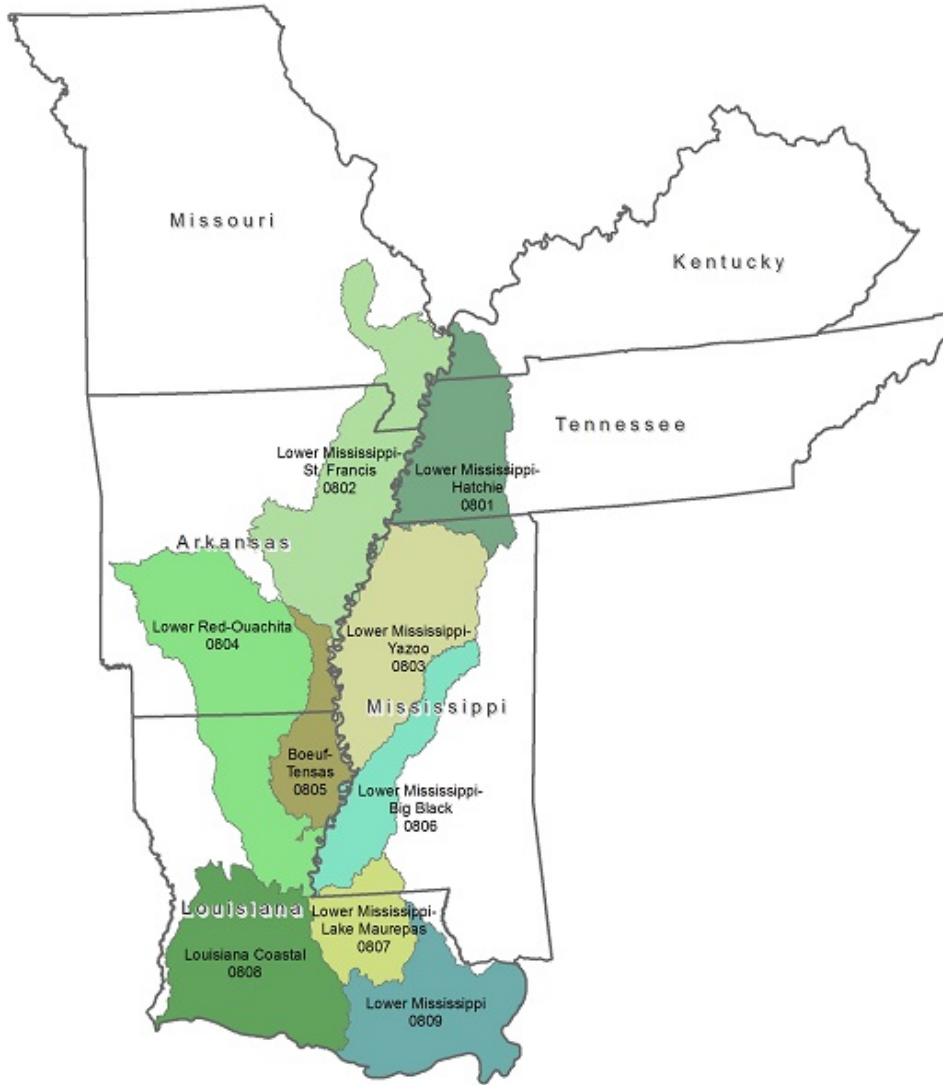 Missouri
Kentucky
Tennessee
Lower Mississippi-
St. Francis
0802
Lower Mississippi-
Hatchie
0801
Arkansas
Lower Red-Ouachita
0804
Lower Mississippi-
Yazoo
0803
Mississippi
Boeuf-
Tensas
0805
Lower Mississippi-
Big Black
0806
Louisiana
Lower Mississippi-
Lake Maurepas
0807
Louisiana Coastal
0808
Lower Mississippi
0809